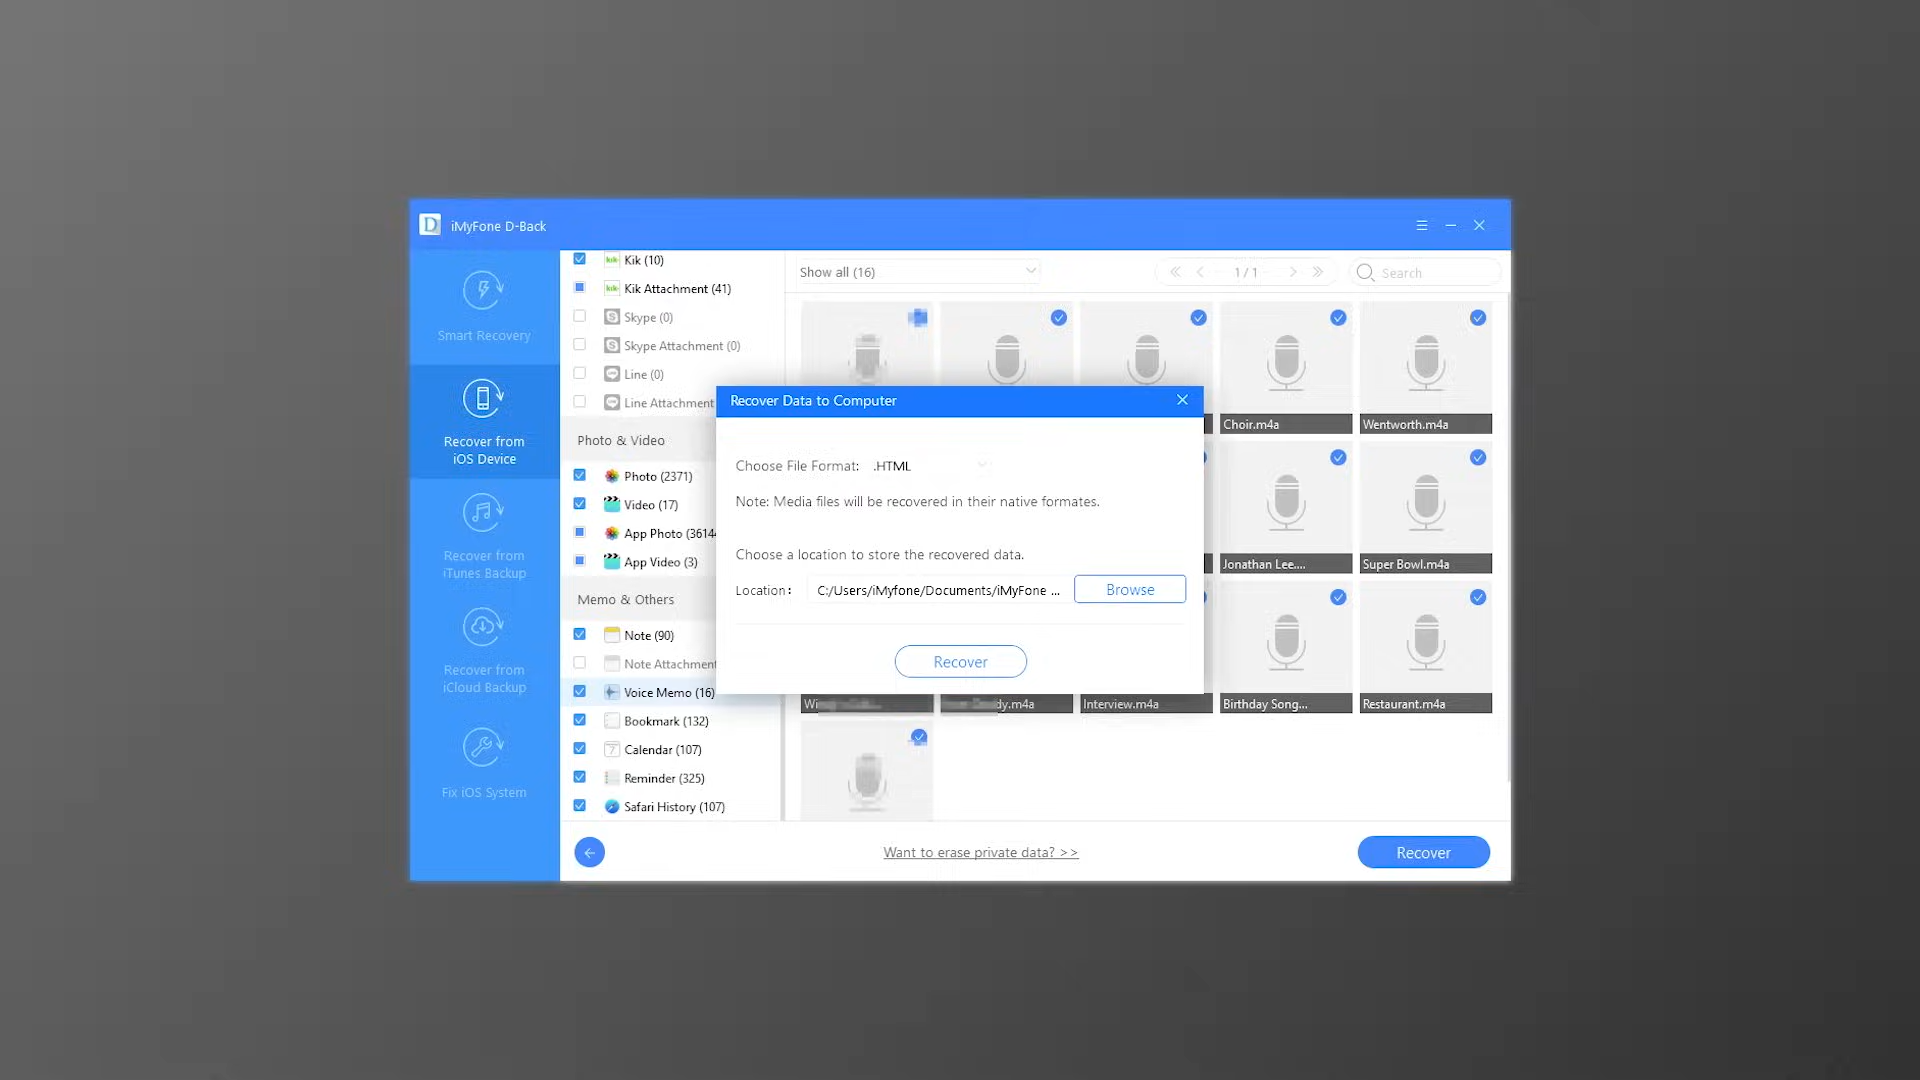 D iMyFone D-Back
Smart Recovery
Recover from
iOS Device
Recover from
iTunes Backup
Recover from
iCloud Backup
Fix iOS System
Kik (10)
Kik Attachment (41)
Skype (0)
Skype Attachment (0)
Line (0)
Line Attachment
Photo & Video
Photo (2371)
Video (17)
App Photo (3614
App Video (3)
Memo & Others
Note (90)
Note Attachment
Voice Memo (16)
Bookmark (132)
Calendar (107)
Reminder (325)
Safari History (107)
Show all (16)
1 / 1
Search
Choir.m4a
Wentworth.m4a
Jonathan Lee....
Super Bowl.m4a
dy.m4a
Interview.m4a
Birthday Song...
Restaurant.m4a
Recover Data to Computer
Choose File Format: .HTML
Note: Media files will be recovered in their native formates.
Choose a location to store the recovered data.
Location: C:/Users/iMyfone/Documents/iMyFone ...
Browse
Recover
Want to erase private data? >>
Recover